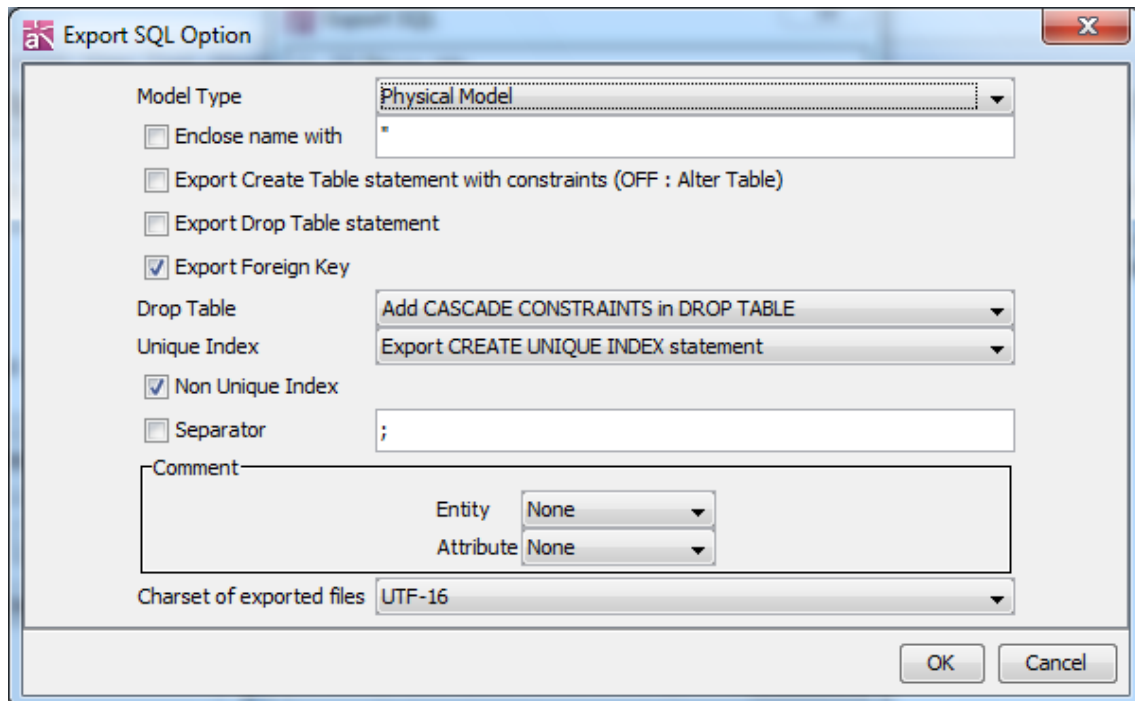 Export SQL Option
Model Type Physical Model
Enclose name with "
Export Create Table statement with constraints (OFF : Alter Table)
Export Drop Table statement
Export Foreign Key
Drop Table Add CASCADE CONSTRAINTS in DROP TABLE
Unique Index Export CREATE UNIQUE INDEX statement
Non Unique Index
Separator ;
Comment
Entity None
Attribute None
Charset of exported files UTF-16
OK Cancel